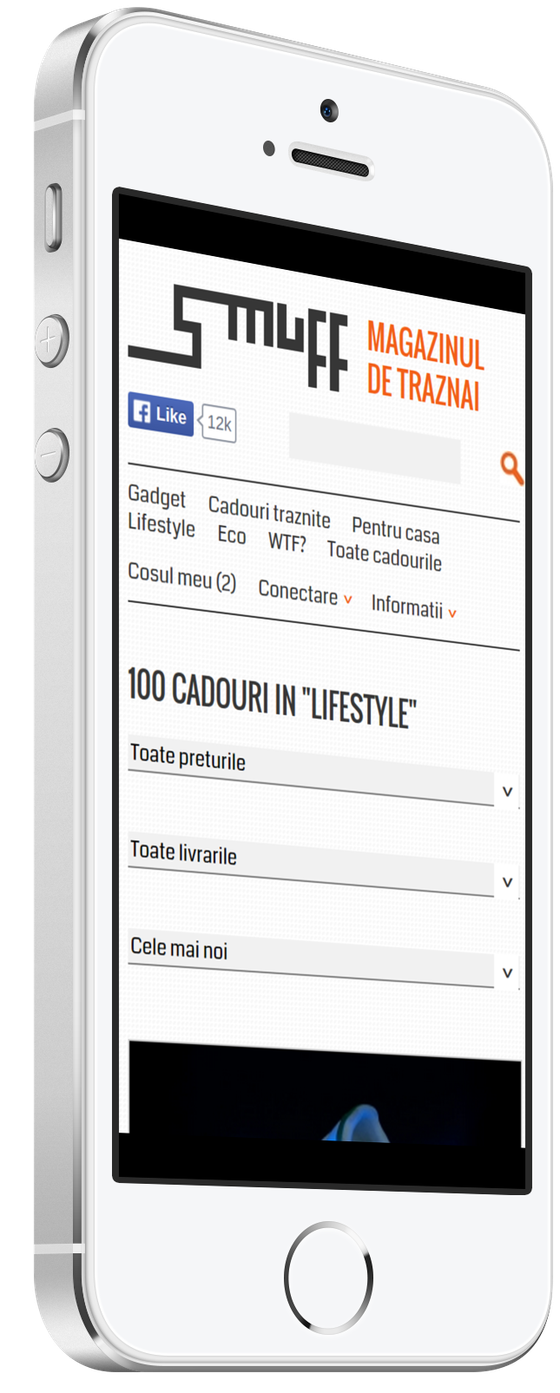 smuff
MAGAZINUL
DE TRAZNAI
Like 12k
Gadget Cadouri traznite Pentru casa
Lifestyle Eco WTF? Toate cadourile
Cosul meu (2) Conectare Informatii
100 CADOURI IN "LIFESTYLE"
Toate preturile
Toate livrarile
Cele mai noi